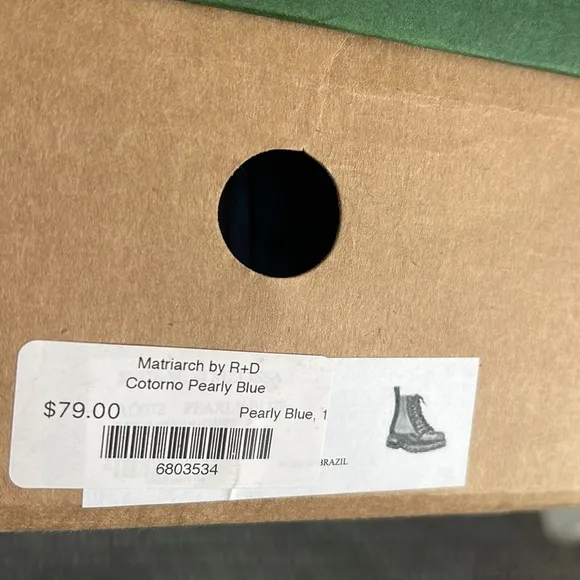 Matriarch by R+D
Cotorno Pearly Blue
$79.00
Pearly Blue, 1
6803534
BRAZIL